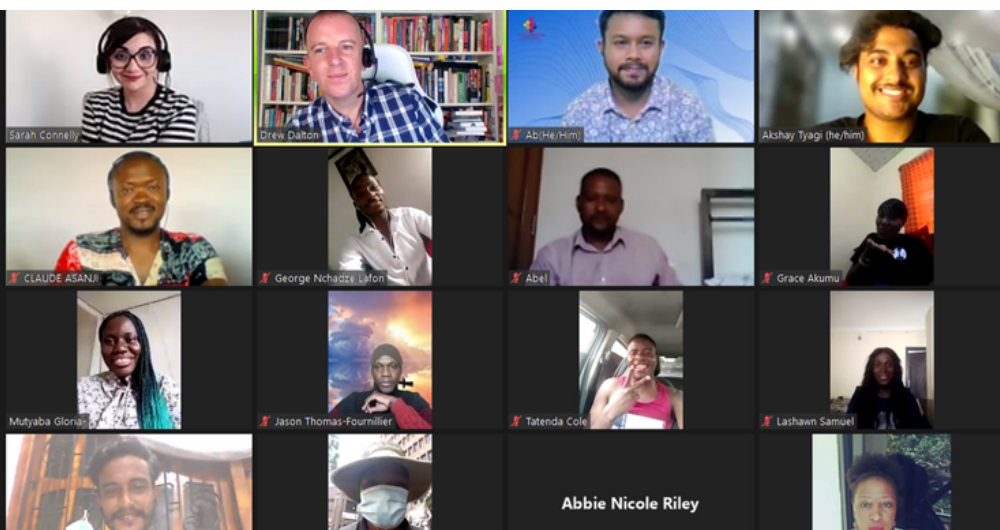 Sarah Connelly
Drew Dalton
Ab(He/Him)
Akshay Tyagi (he/him)
CLAUDE ASANJI
George Nchadze Lafon
Abel
Grace Akumu
Mutyaba Gloria-
Jason Thomas-Fournillier
Tatenda Cole
Lashawn Samuel
Abbie Nicole Riley